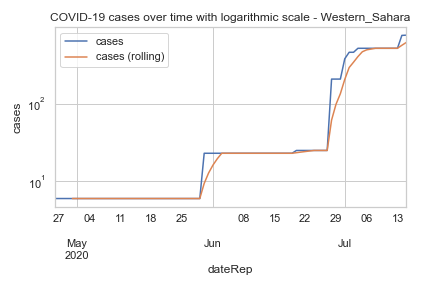 COVID-19 cases over time with logarithmic scale - Western_Sahara
cases
cases (rolling)
cases
10²
10¹
27 04 11 18 25 08 15 22 29 06 13
May Jun Jul
2020
dateRep